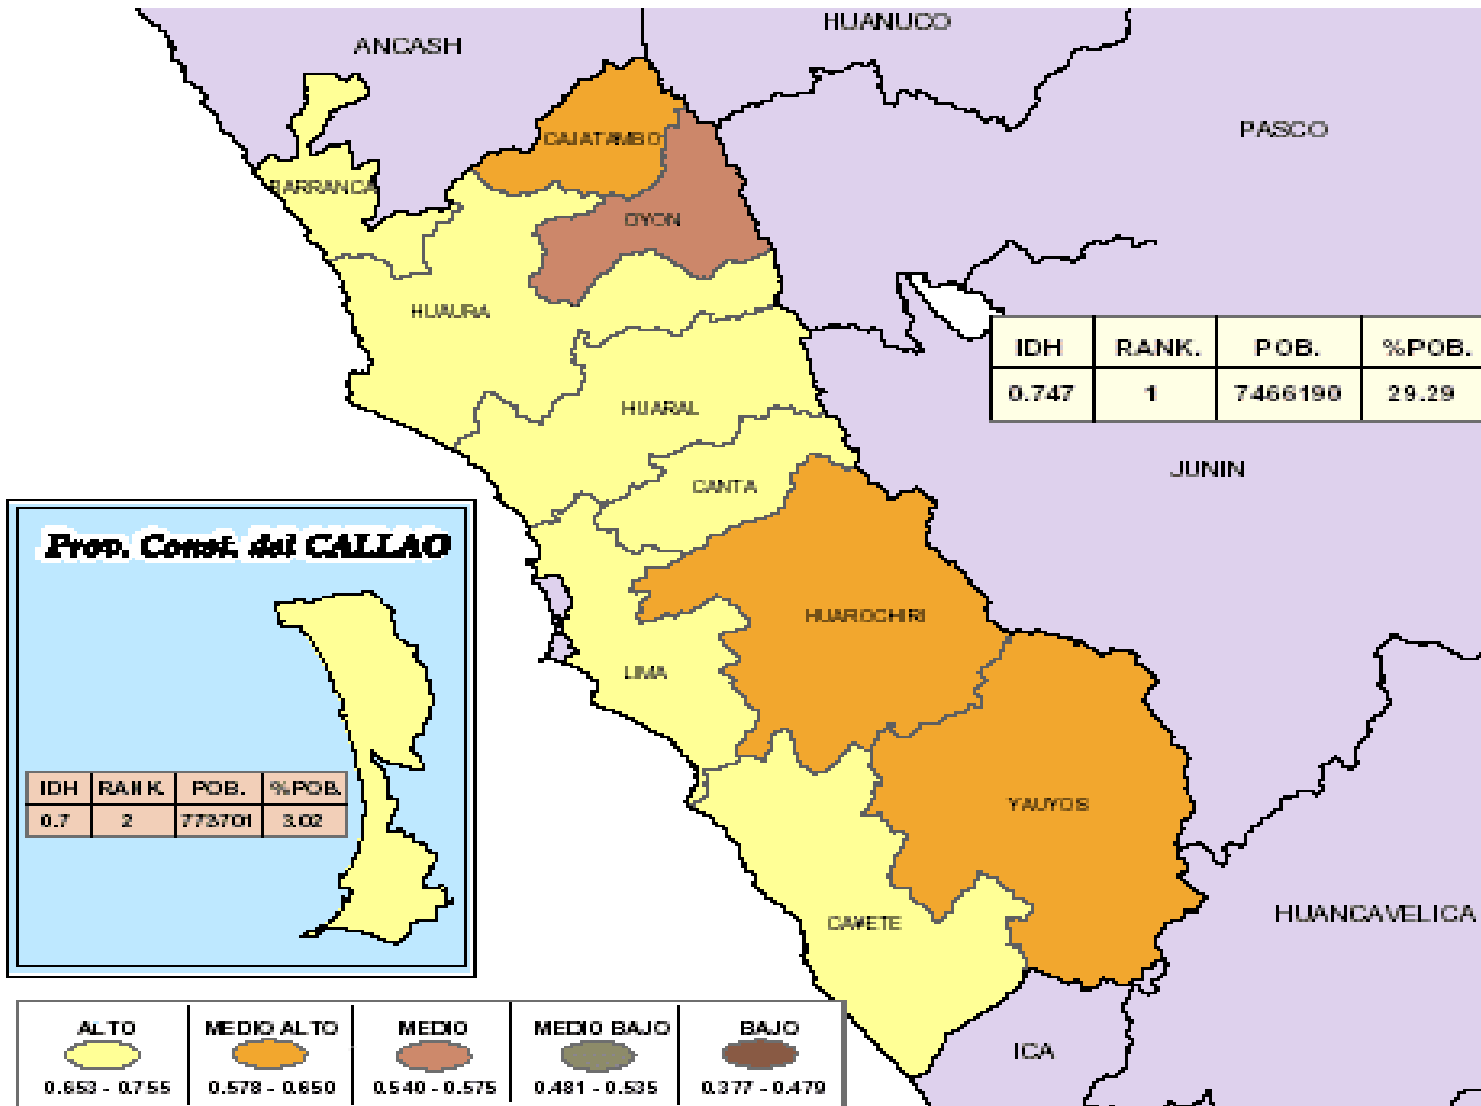 HUANUCO
ANCASH
PASCO
CAJATAMBO
BARRANCA
OYON
HUAURA
IDH RANK. POB. %POB.
0.747 1 7466190 29.29
HUARAL
JUNIN
CANTA
Prov. Const. del CALLAO
HUAROCHIRI
LIMA
IDH RANK. POB. %POB.
0.7 2 773701 3.02
YAUYOS
HUANCAVELICA
CAÑETE
ICA
ALTO MEDIO ALTO MEDIO MEDIO BAJO BAJO
0.653 - 0.755 0.578 - 0.650 0.540 - 0.575 0.481 - 0.535 0.377 - 0.479